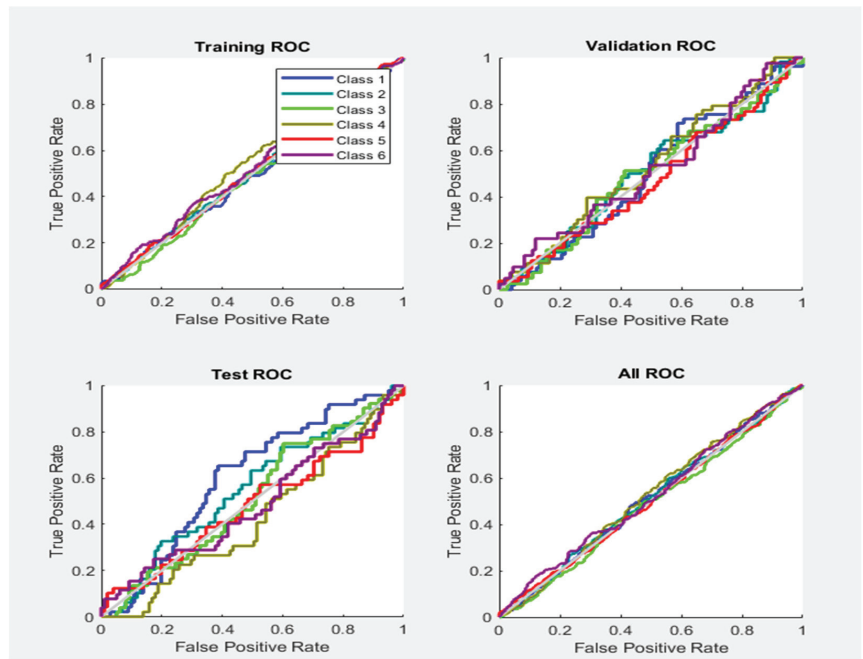 Training ROC
True Positive Rate
1
0.8
0.6
0.4
0.2
0
Class 1
Class 2
Class 3
Class 4
Class 5
Class 6
0 0.2 0.4 0.6 0.8 1
False Positive Rate
Validation ROC
True Positive Rate
1
0.8
0.6
0.4
0.2
0
0 0.2 0.4 0.6 0.8 1
False Positive Rate
Test ROC
True Positive Rate
1
0.8
0.6
0.4
0.2
0
0 0.2 0.4 0.6 0.8 1
False Positive Rate
All ROC
True Positive Rate
1
0.8
0.6
0.4
0.2
0
0 0.2 0.4 0.6 0.8 1
False Positive Rate